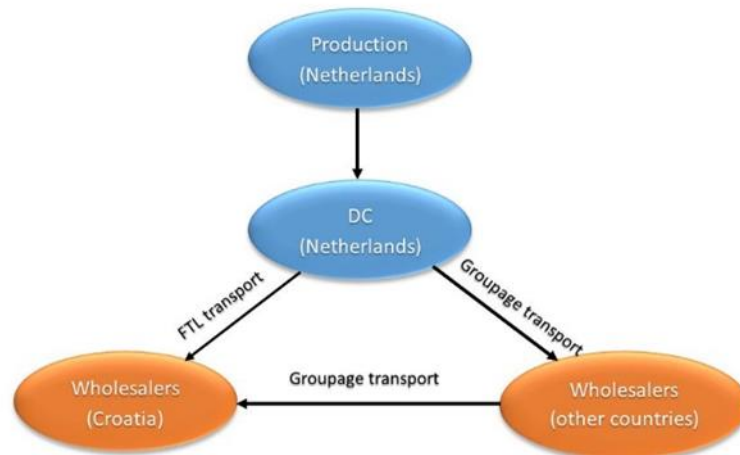 Production
(Netherlands)
DC
(Netherlands)
FTL transport
Groupage transport
Groupage transport
Wholesalers
(Croatia)
Wholesalers
(other countries)